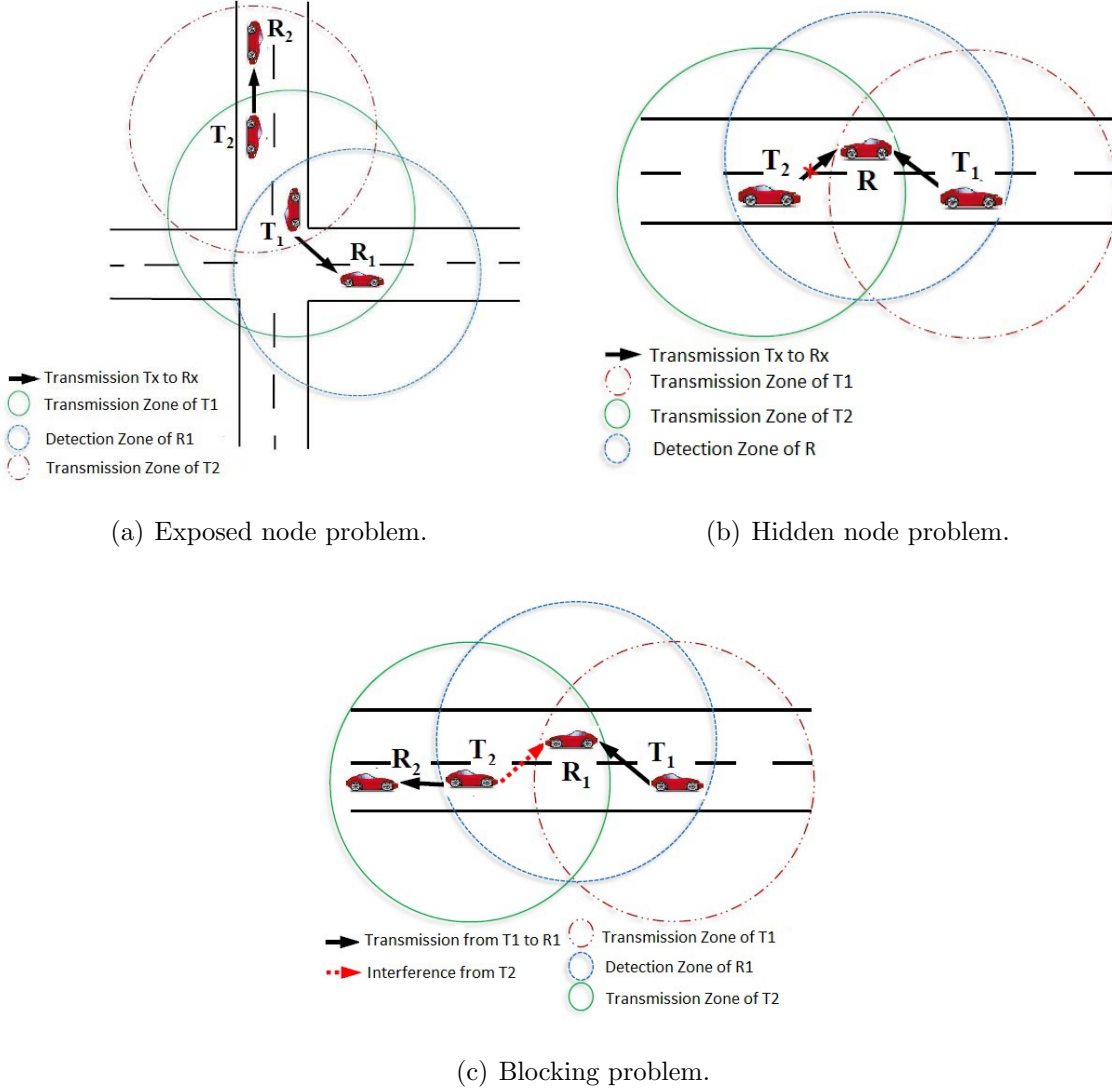 R2
T2
T1
R1
Transmission Tx to Rx
Transmission Zone of T1
Detection Zone of R1
Transmission Zone of T2
(a) Exposed node problem.
T2
R
T1
Transmission Tx to Rx
Transmission Zone of T1
Transmission Zone of T2
Detection Zone of R
(b) Hidden node problem.
R2
T2
R1
T1
Transmission from T1 to R1
Interference from T2
Transmission Zone of T1
Detection Zone of R1
Transmission Zone of T2
(c) Blocking problem.